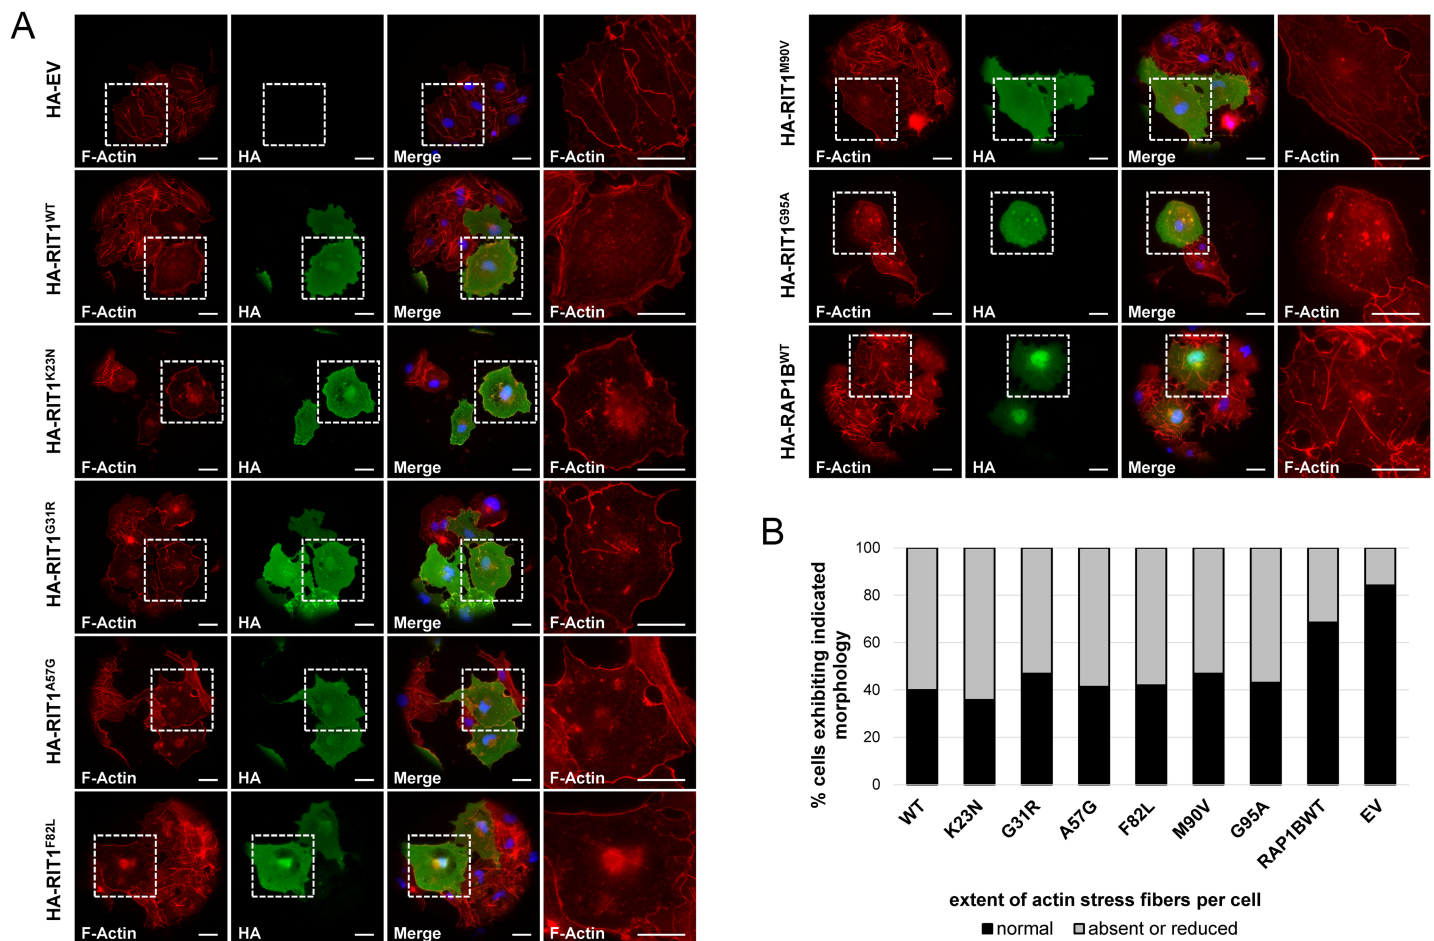 A
HA-EV
F-Actin HA Merge F-Actin
HA-RIT1WT
F-Actin HA Merge F-Actin
HA-RIT1K23N
F-Actin HA Merge F-Actin
HA-RIT1G31R
F-Actin HA Merge F-Actin
HA-RIT1A57G
F-Actin HA Merge F-Actin
HA-RIT1F82L
F-Actin HA Merge F-Actin
HA-RIT1M90V
F-Actin HA Merge F-Actin
HA-RIT1G95A
F-Actin HA Merge F-Actin
HA-RAP1BWT
F-Actin HA Merge F-Actin
B
% cells exhibiting indicated
morphology
100
80
60
40
20
0
WT K23N G31R A57G F82L M90V G95A RAP1BWT EV
extent of actin stress fibers per cell
normal absent or reduced